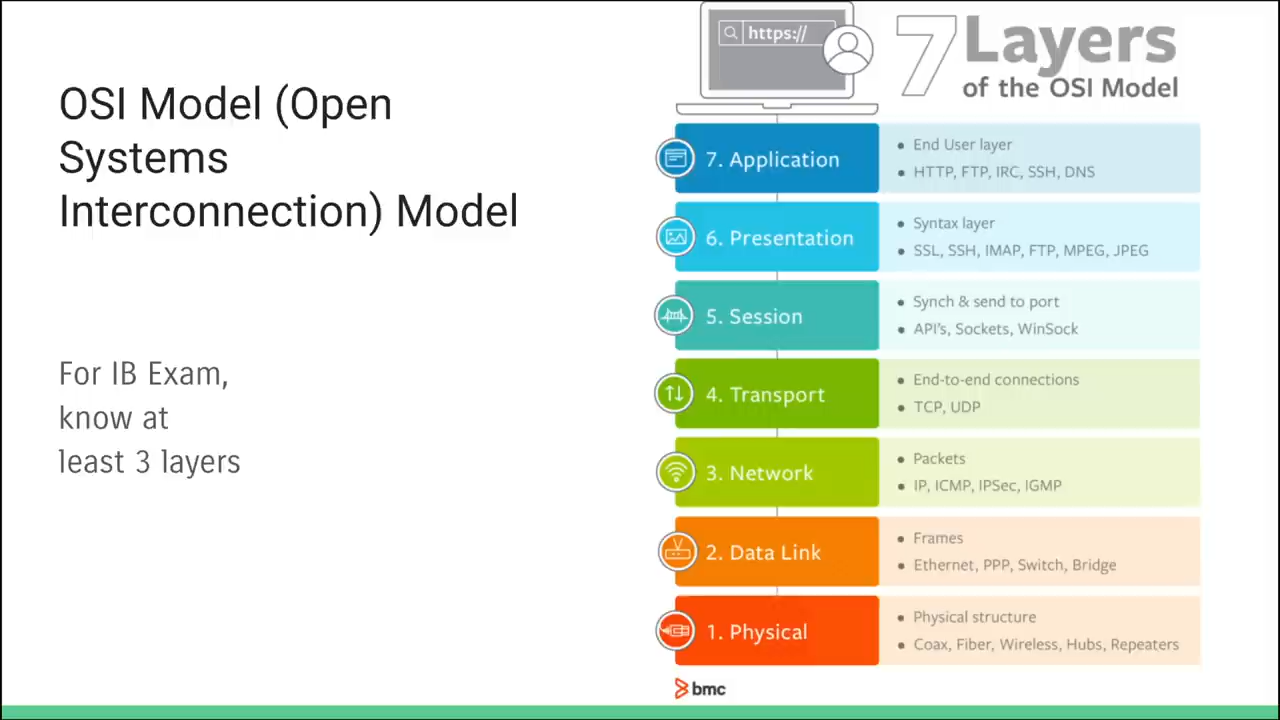 OSI Model (Open
Systems
Interconnection) Model
For IB Exam,
know at
least 3 layers
https://
7 Layers
of the OSI Model
7. Application
• End User layer
• HTTP, FTP, IRC, SSH, DNS
6. Presentation
• Syntax layer
• SSL, SSH, IMAP, FTP, MPEG, JPEG
5. Session
• Synch & send to port
• API's, Sockets, WinSock
4. Transport
• End-to-end connections
• TCP, UDP
3. Network
• Packets
• IP, ICMP, IPSec, IGMP
2. Data Link
• Frames
• Ethernet, PPP, Switch, Bridge
1. Physical
• Physical structure
• Coax, Fiber, Wireless, Hubs, Repeaters
bmc